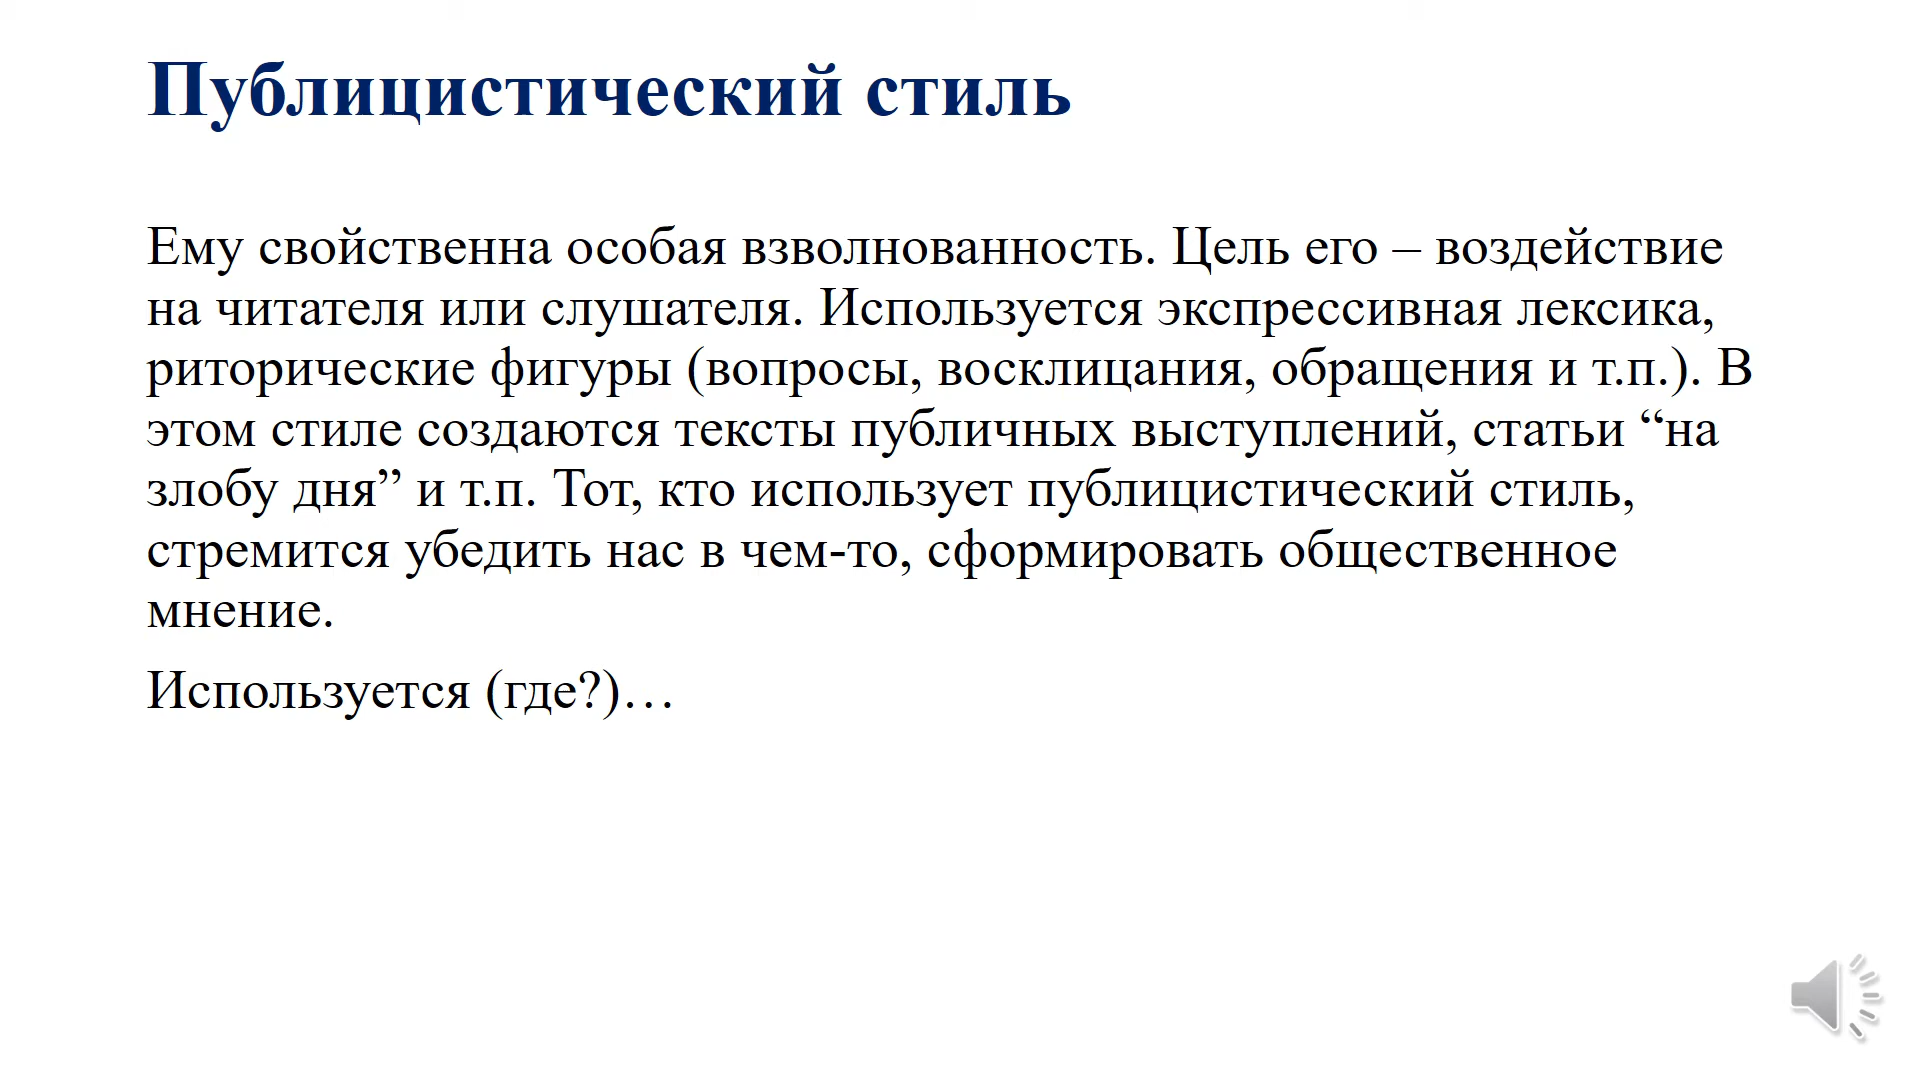 Публицистический стиль
Ему свойственна особая взволнованность. Цель его – воздействие
на читателя или слушателя. Используется экспрессивная лексика,
риторические фигуры (вопросы, восклицания, обращения и т.п.). В
этом стиле создаются тексты публичных выступлений, статьи “на
злобу дня” и т.п. Тот, кто использует публицистический стиль,
стремится убедить нас в чем-то, сформировать общественное
мнение.
Используется (где?)…